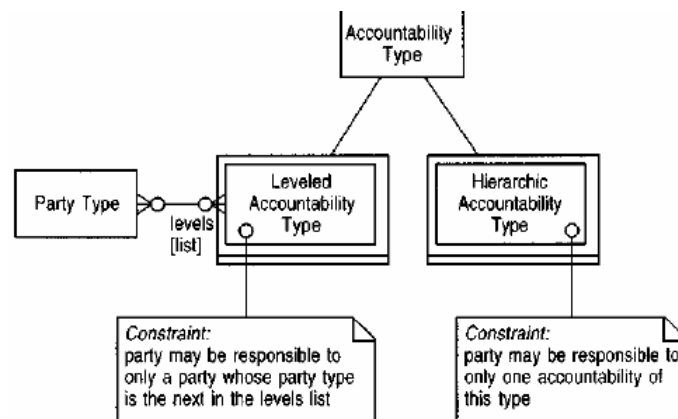 Accountability
Type
Party Type
levels
[list]
Leveled
Accountability
Type
Hierarchic
Accountability
Type
Constraint:
party may be responsible to
only a party whose party type
is the next in the levels list
Constraint:
party may be responsible to
only one accountability of
this type